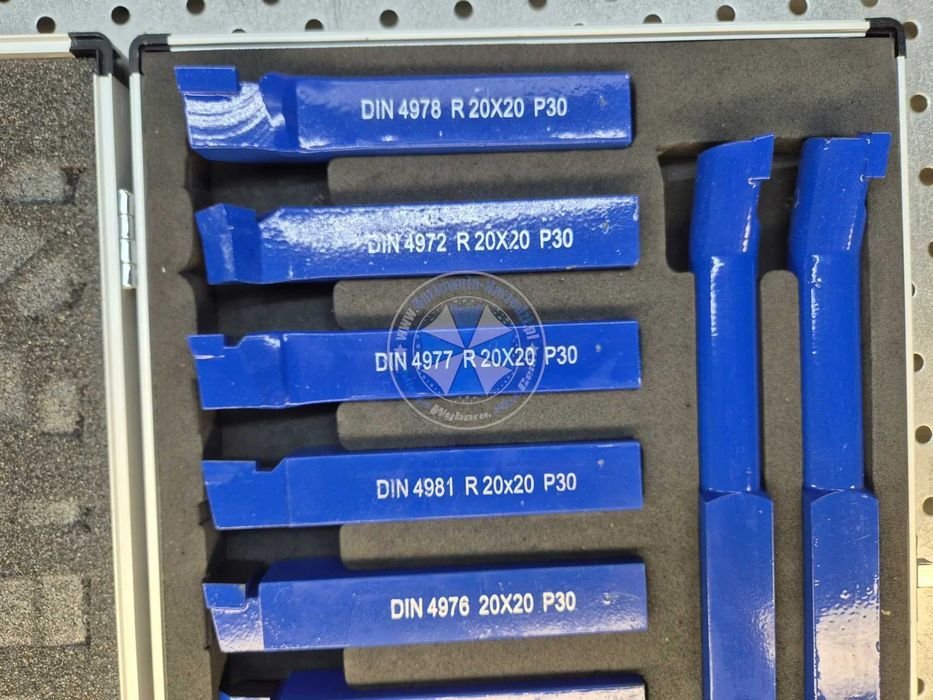 DIN 4978 R 20X20 P30
DIN 4972 R 20X20 P30
DIN 4977 R 20X20 P30
DIN 4981 R 20x20 P30
DIN 4976 20X20 P30